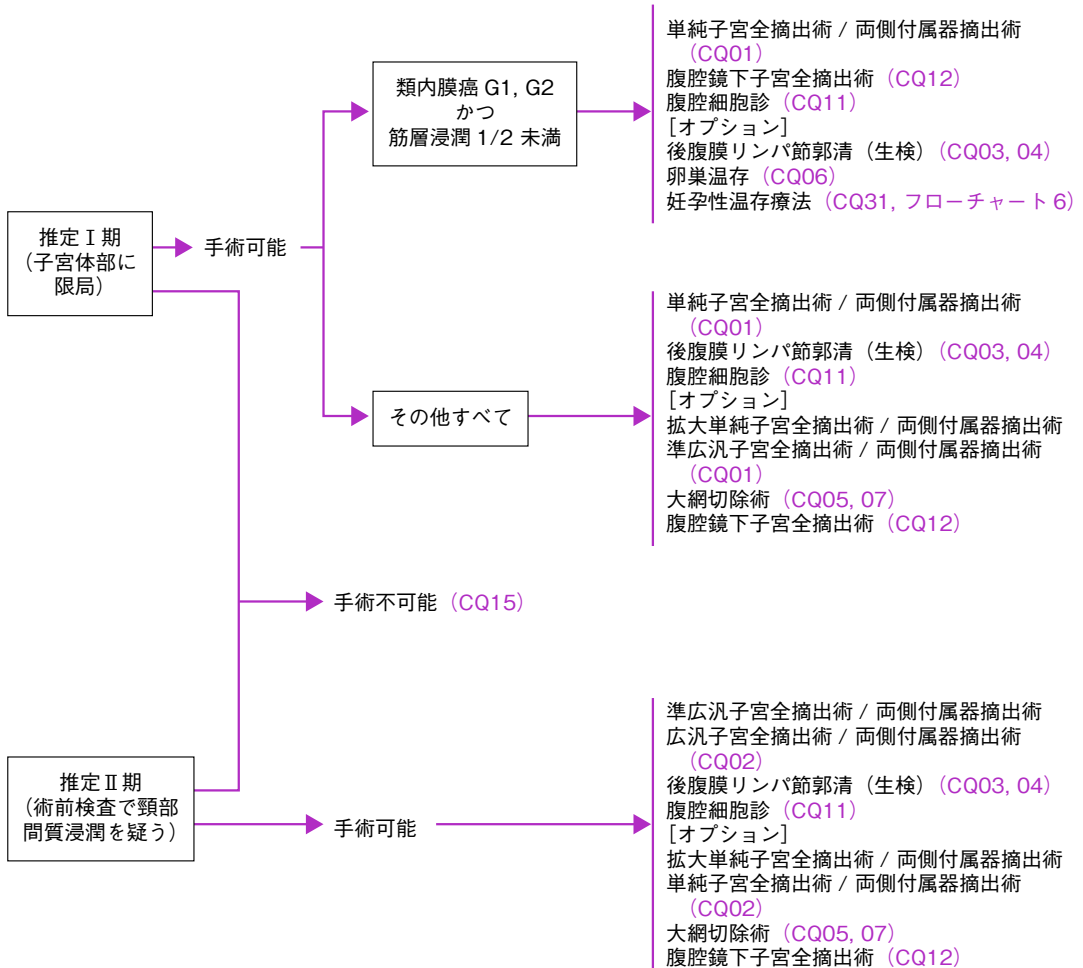 推定Ⅰ期
（子宮体部に
限局）
手術可能
類内膜癌 G1, G2
かつ
筋層浸潤 1/2 未満
単純子宮全摘出術 / 両側付属器摘出術
（CQ01）
腹腔鏡下子宮全摘出術（CQ12）
腹腔細胞診（CQ11）
［オプション］
後腹膜リンパ節郭清（生検）（CQ03, 04）
卵巣温存（CQ06）
妊孕性温存療法（CQ31, フローチャート 6）
その他すべて
単純子宮全摘出術 / 両側付属器摘出術
（CQ01）
後腹膜リンパ節郭清（生検）（CQ03, 04）
腹腔細胞診（CQ11）
［オプション］
拡大単純子宮全摘出術 / 両側付属器摘出術
準広汎子宮全摘出術 / 両側付属器摘出術
（CQ01）
大網切除術（CQ05, 07）
腹腔鏡下子宮全摘出術（CQ12）
手術不可能（CQ15）
推定Ⅱ期
（術前検査で頸部
間質浸潤を疑う）
手術可能
準広汎子宮全摘出術 / 両側付属器摘出術
広汎子宮全摘出術 / 両側付属器摘出術
（CQ02）
後腹膜リンパ節郭清（生検）（CQ03, 04）
腹腔細胞診（CQ11）
［オプション］
拡大単純子宮全摘出術 / 両側付属器摘出術
単純子宮全摘出術 / 両側付属器摘出術
（CQ02）
大網切除術（CQ05, 07）
腹腔鏡下子宮全摘出術（CQ12）